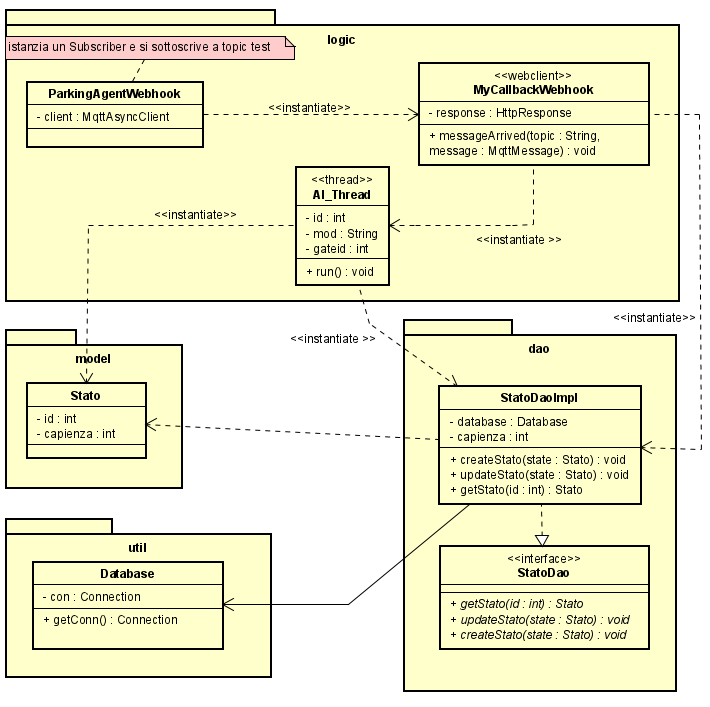 logic
istanzia un Subscriber e si sottoscrive a topic test
ParkingAgentWebhook
- client : MqttAsyncClient
<<instantiate>>
<<webclient>>
MyCallbackWebhook
- response : HttpResponse
+ messageArrived(topic : String,
message : MqttMessage) : void
<<thread>>
AI_Thread
- id : int
- mod : String
- gateid : int
+ run() : void
<<instantiate>>
<<instantiate >>
<<instantiate>>
<<instantiate >>
model
Stato
- id : int
- capienza : int
dao
StatoDaoImpl
- database : Database
- capienza : int
+ createStato(state : Stato) : void
+ updateStato(state : Stato) : void
+ getStato(id : int) : Stato
<<interface>>
StatoDao
+ getStato(id : int) : Stato
+ updateStato(state : Stato) : void
+ createStato(state : Stato) : void
util
Database
- con : Connection
+ getConn() : Connection